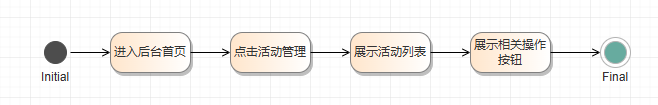 进入后台首页
点击活动管理
展示活动列表
展示相关操作
按钮
Initial
Final